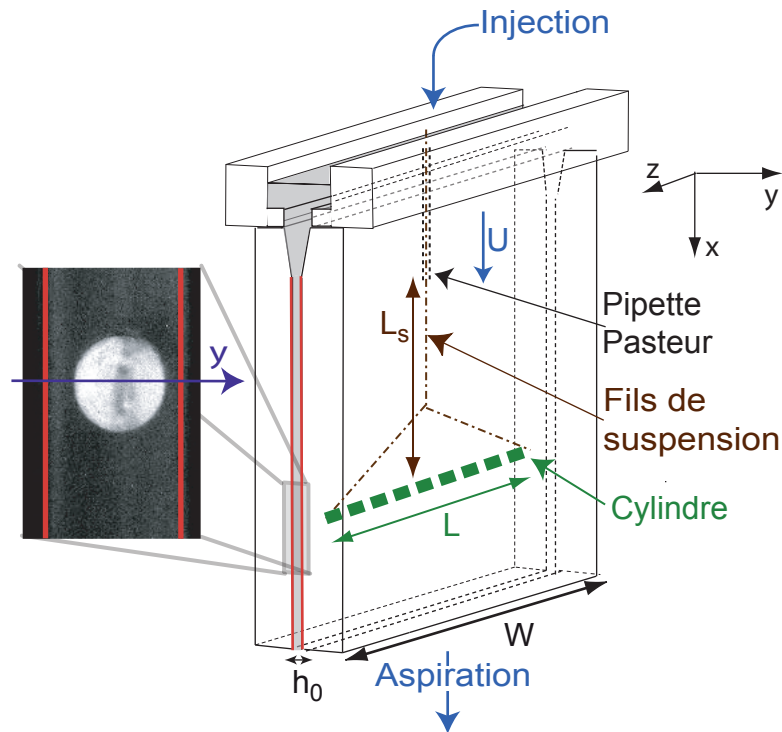 Injection
z
y
x
U
Pipette
Pasteur
y
Ls
Fils de
suspension
Cylindre
L
W
h0
Aspiration